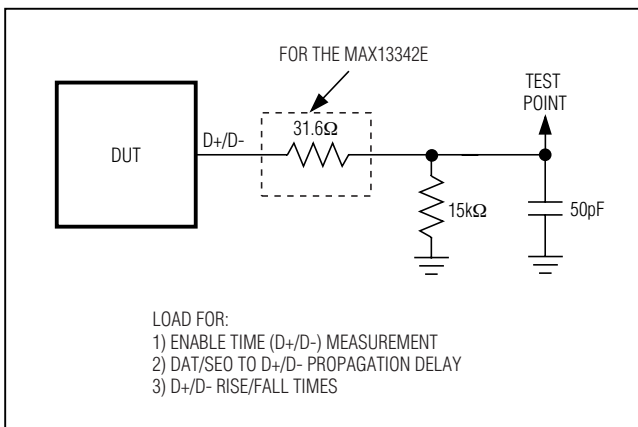 FOR THE MAX13342E
TEST
POINT
31.6Ω
D+/D-
DUT
15kΩ
50pF
LOAD FOR:
1) ENABLE TIME (D+/D-) MEASUREMENT
2) DAT/SEO TO D+/D- PROPAGATION DELAY
3) D+/D- RISE/FALL TIMES